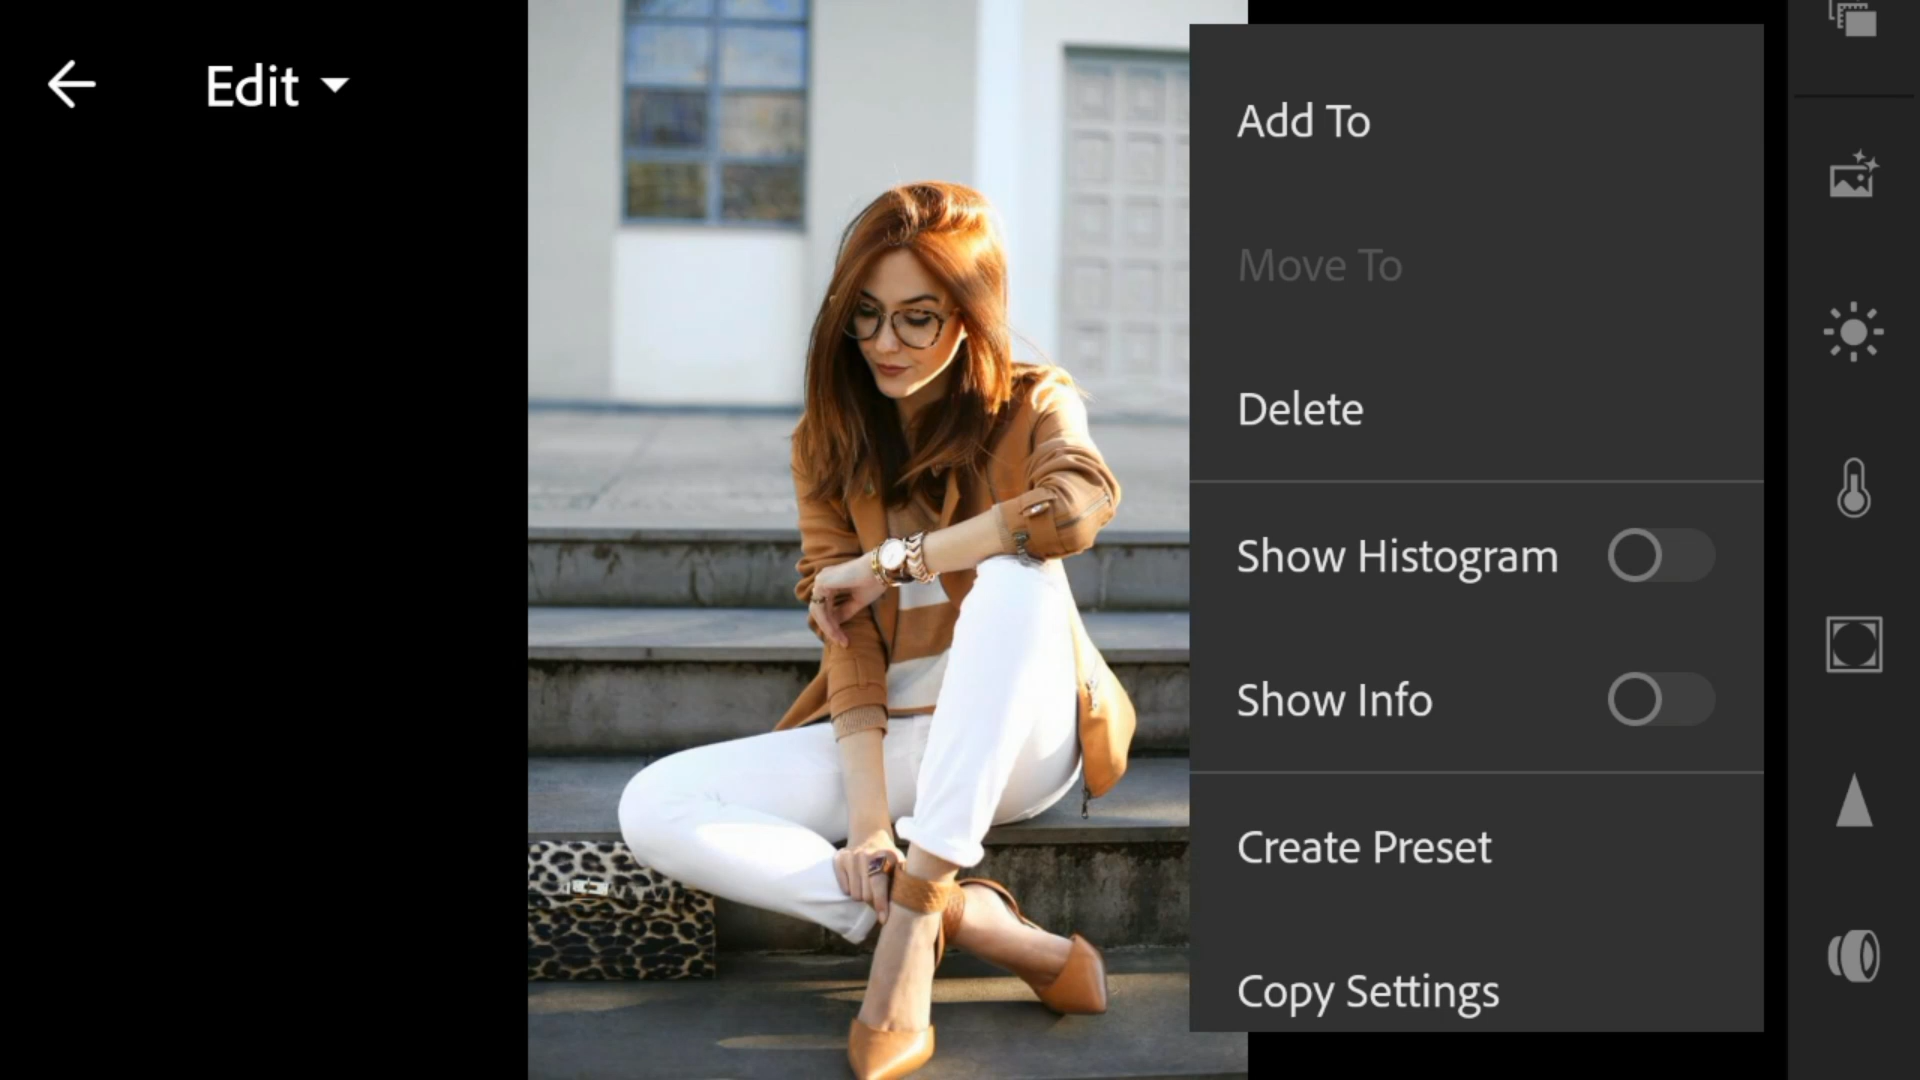 Edit
Add To
Move To
Delete
Show Histogram
Show Info
Create Preset
Copy Settings